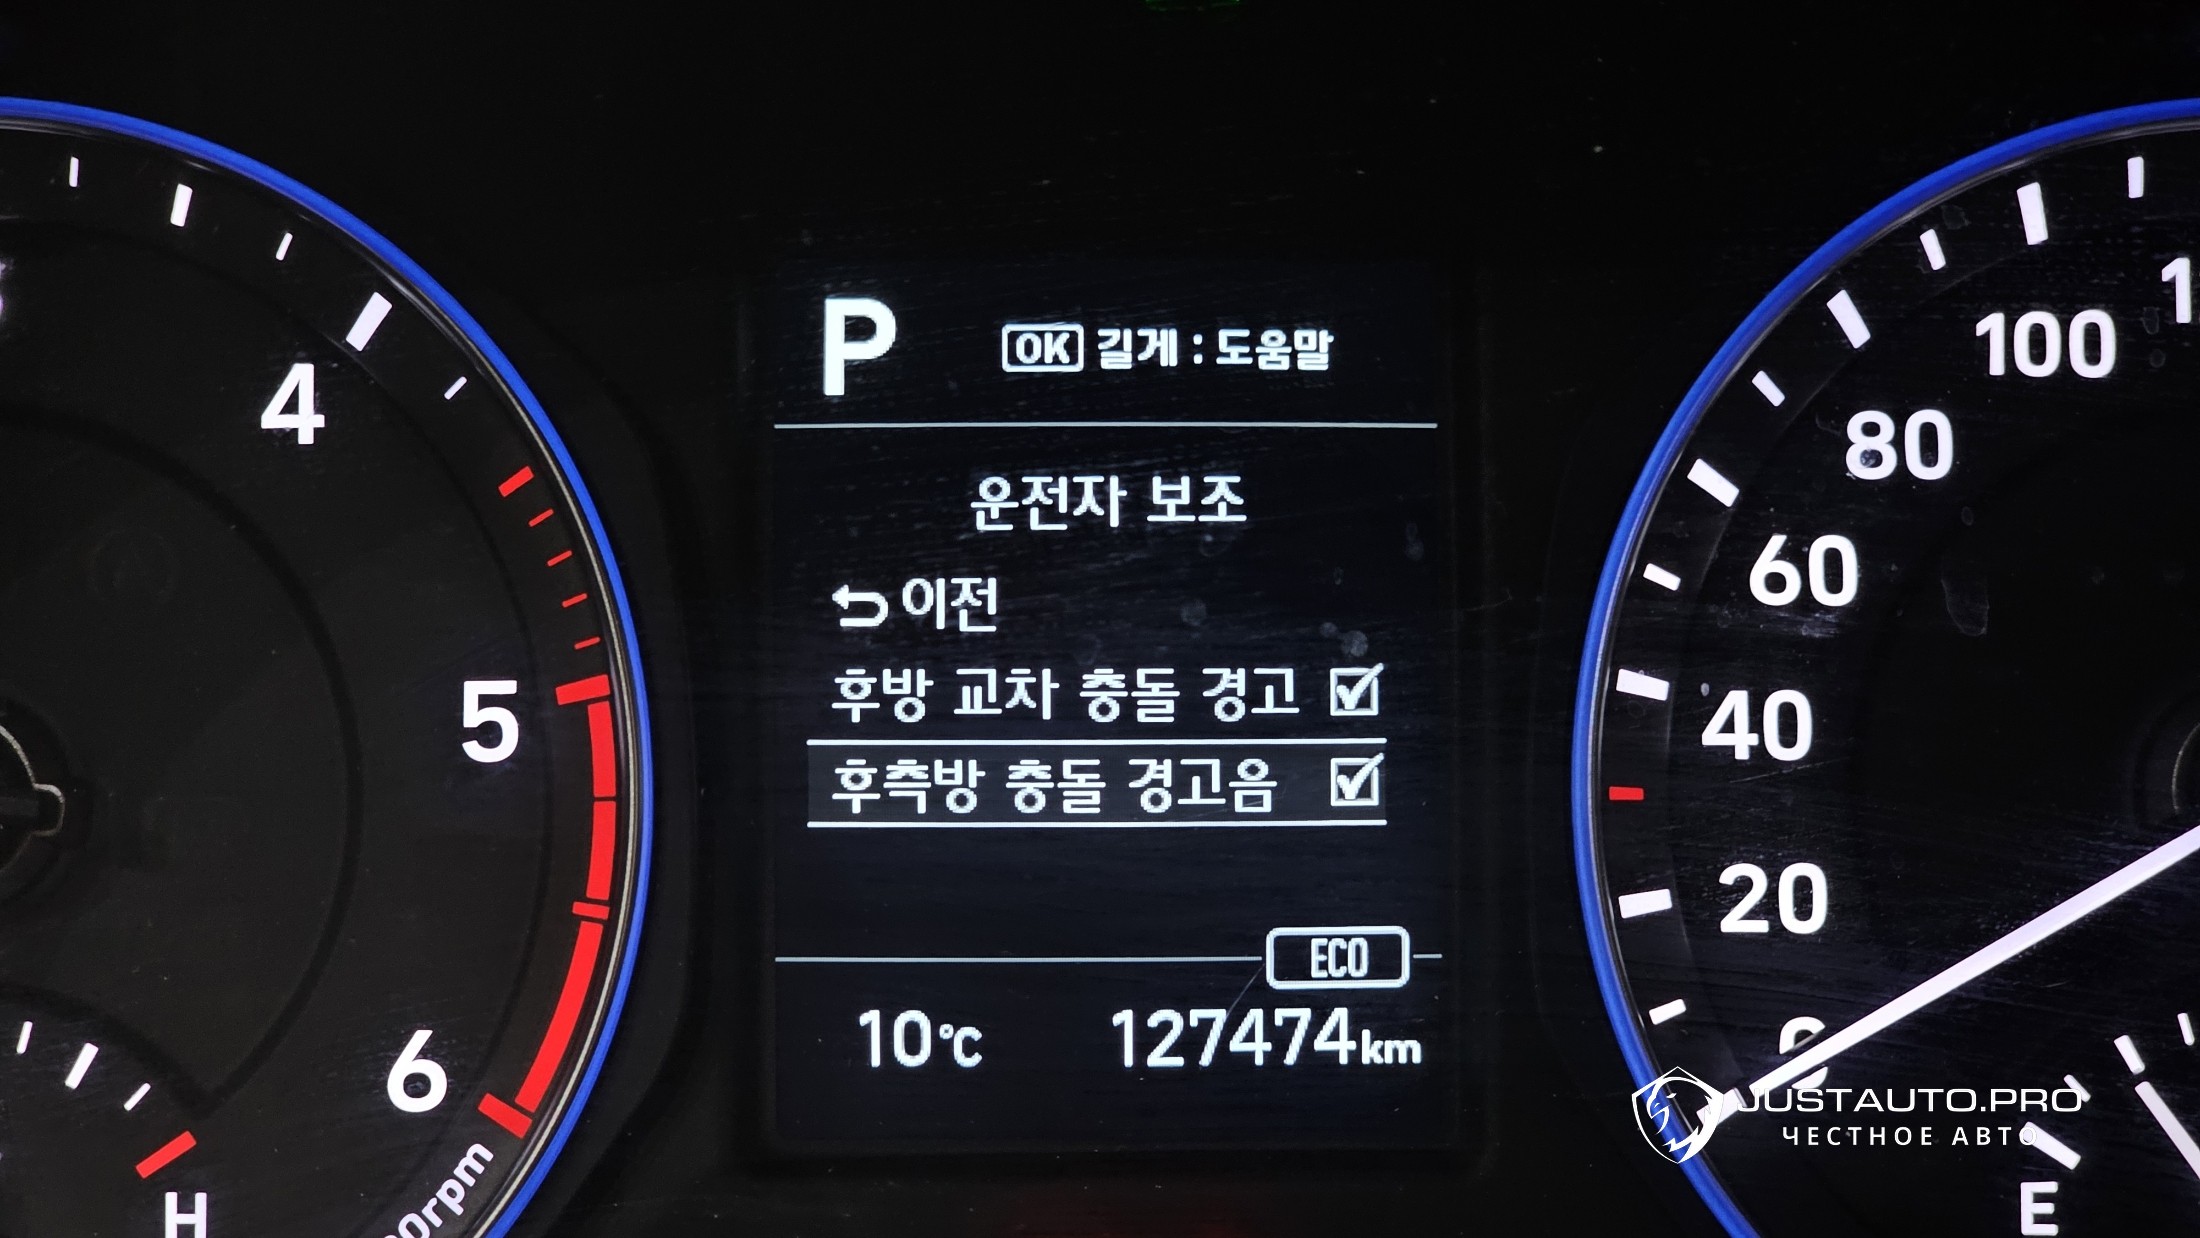 P
OK 길게 : 도움말
운전자 보조
이전
후방 교차 충돌 경고
후측방 충돌 경고음
ECO
10°C 127474km
4
5
6
H
100
80
60
40
20
0
E
JUSTAUTO.PRO
ЧЕСТНОЕ АВТО